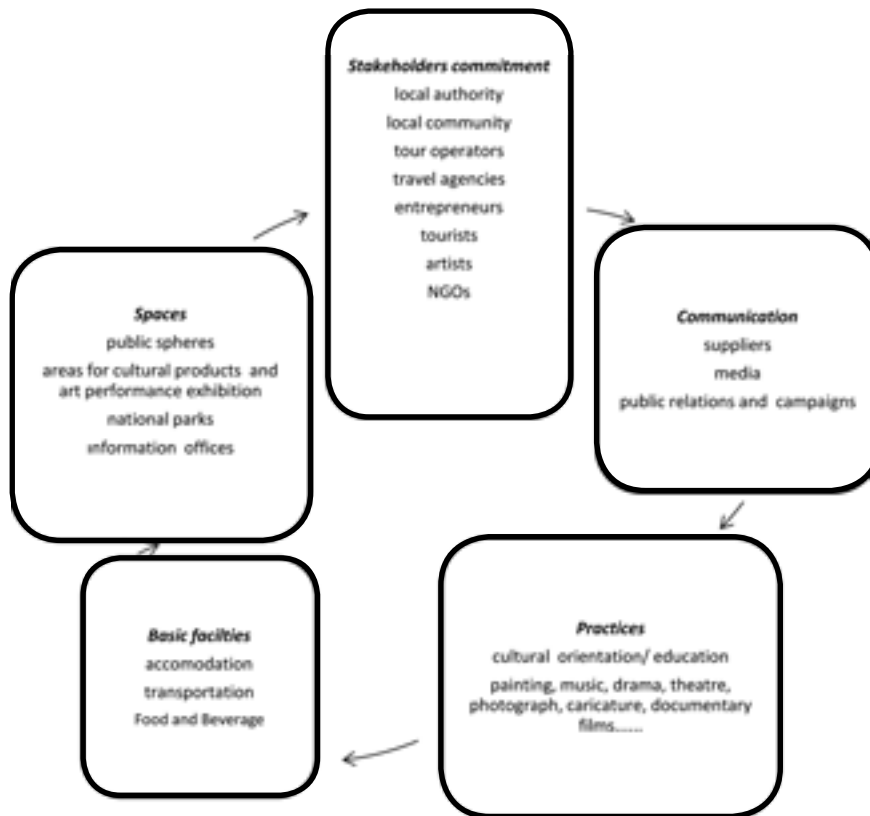 Stakeholders commitment
local authority
local community
tour operators
travel agencies
entrepreneurs
tourists
artists
NGOs
Communication
suppliers
media
public relations and campaigns
Practices
cultural orientation/ education
painting, music, drama, theatre,
photograph, caricature, documentary
films......
Basic facilties
accomodation
transportation
Food and Beverage
Spaces
public spheres
areas for cultural products and
art performance exhibition
national parks
information offices